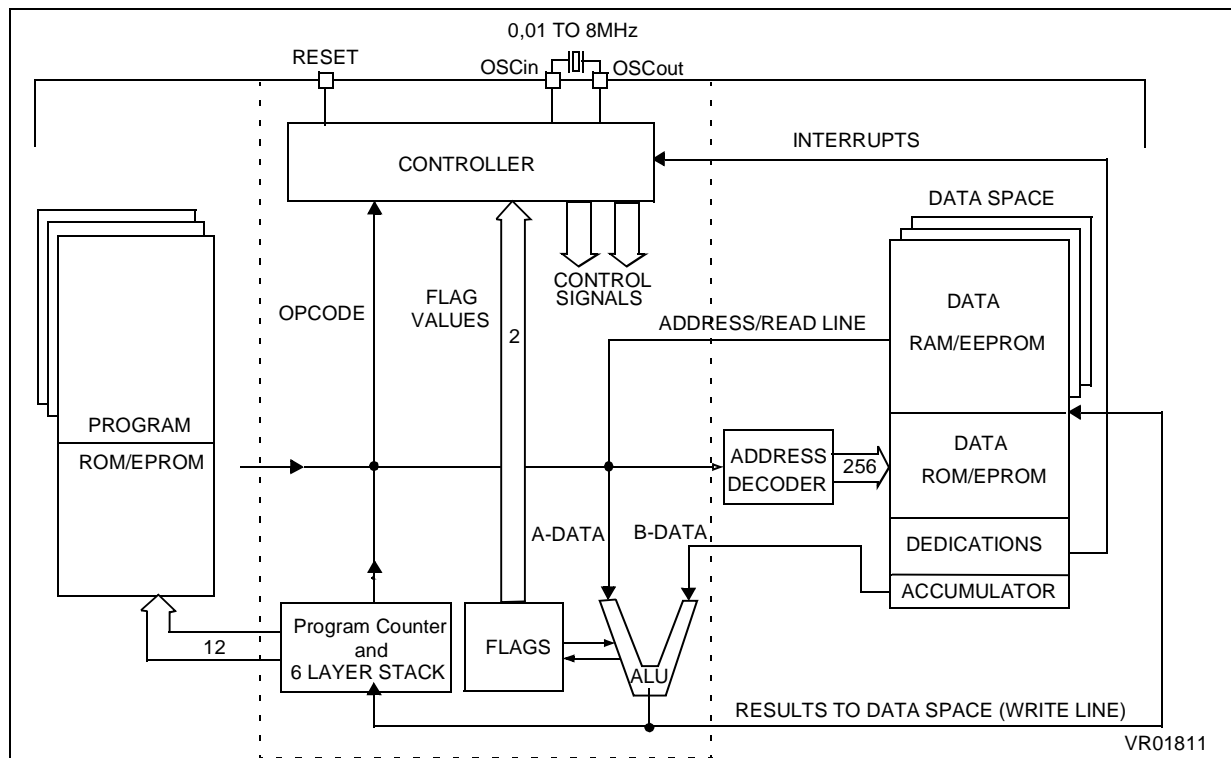 0,01 TO 8MHz
RESET
OSCin
OSCout
CONTROLLER
INTERRUPTS
DATA SPACE
OPCODE
FLAG
VALUES
CONTROL
SIGNALS
2
ADDRESS/READ LINE
DATA
RAM/EEPROM
PROGRAM
ROM/EPROM
ADDRESS
DECODER
256
DATA
ROM/EPROM
A-DATA
B-DATA
DEDICATIONS
ACCUMULATOR
12
Program Counter
and
6 LAYER STACK
FLAGS
ALU
RESULTS TO DATA SPACE (WRITE LINE)
VR01811